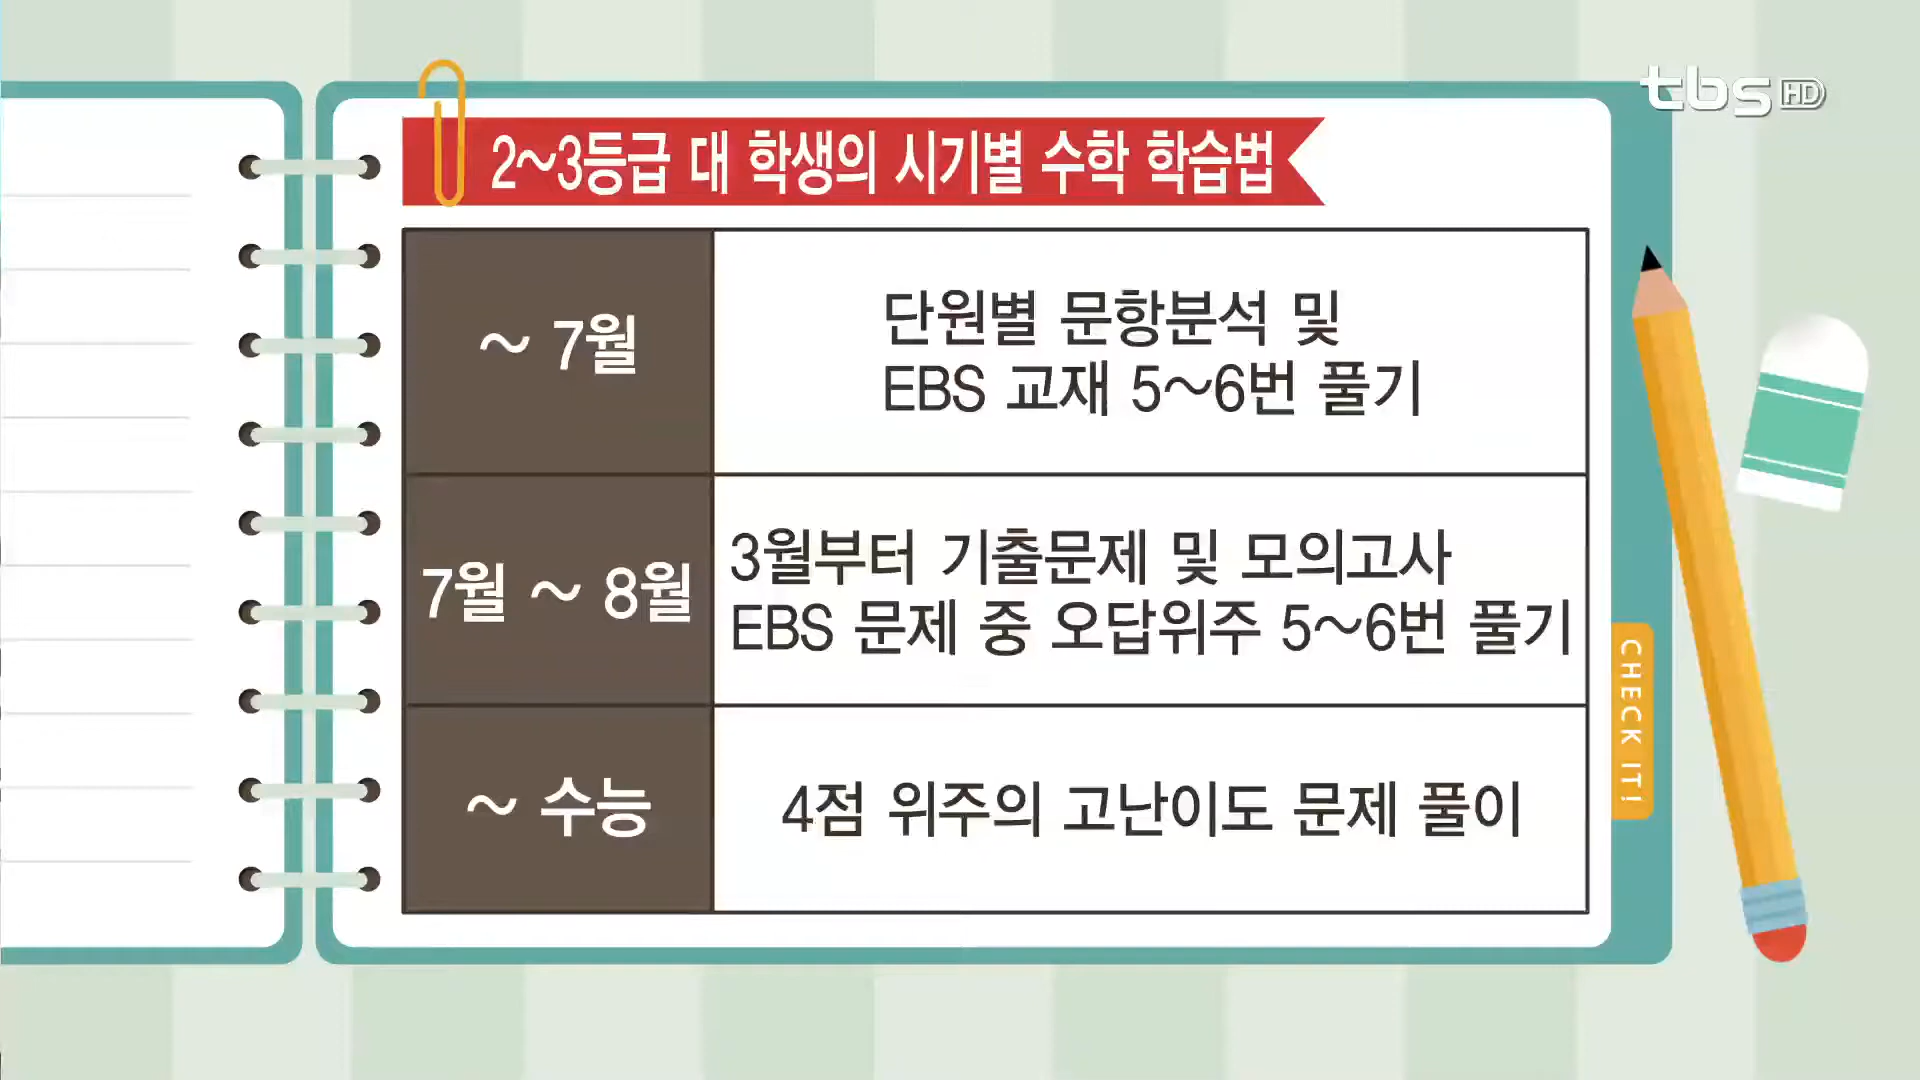 tbs HD
2~3등급 대 학생의 시기별 수학 학습법
~ 7월
단원별 문항분석 및
EBS 교재 5~6번 풀기
7월 ~ 8월
3월부터 기출문제 및 모의고사
EBS 문제 중 오답위주 5~6번 풀기
~ 수능
4점 위주의 고난이도 문제 풀이
CHECK IT!